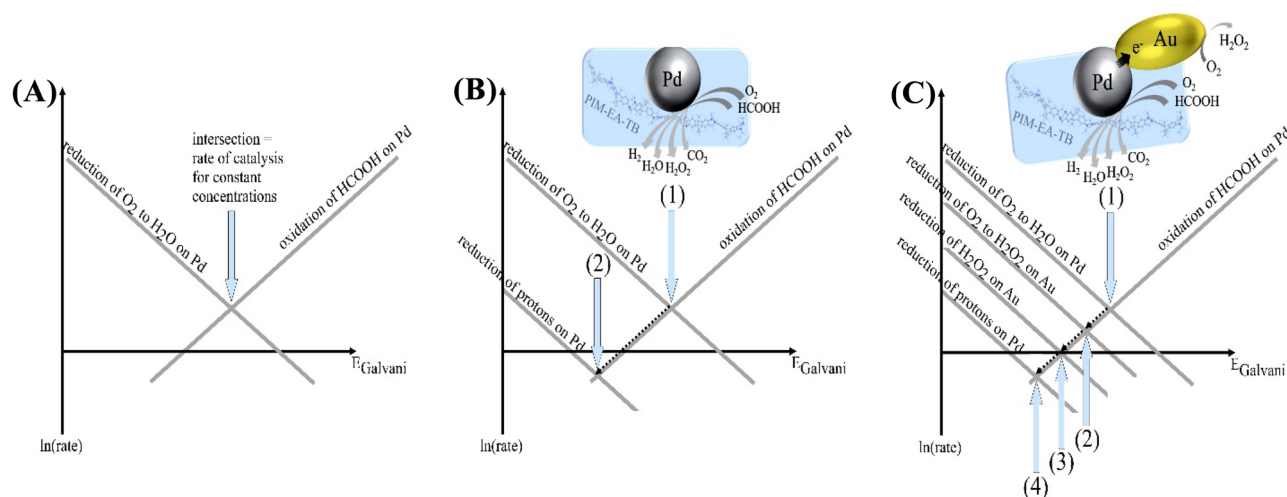 (A)
intersection =
rate of catalysis
for constant
concentrations
reduction of O2 to H2O on Pd
oxidation of HCOOH on Pd
EGalvani
ln(rate)
(B)
Pd
PIM-EA-TB
O2
HCOOH
H2
H2O
H2O2
CO2
(1)
(2)
reduction of O2 to H2O on Pd
reduction of protons on Pd
oxidation of HCOOH on Pd
EGalvani
ln(rate)
(C)
Au
e-
Pd
H2O2
O2
PIM-EA-TB
O2
HCOOH
H2
H2O
H2O2
CO2
(1)
reduction of O2 to H2O on Pd
reduction of O2 to H2O2 on Au
reduction of H2O2 on Au
reduction of protons on Pd
oxidation of HCOOH on Pd
EGalvani
ln(rate)
(2)
(3)
(4)